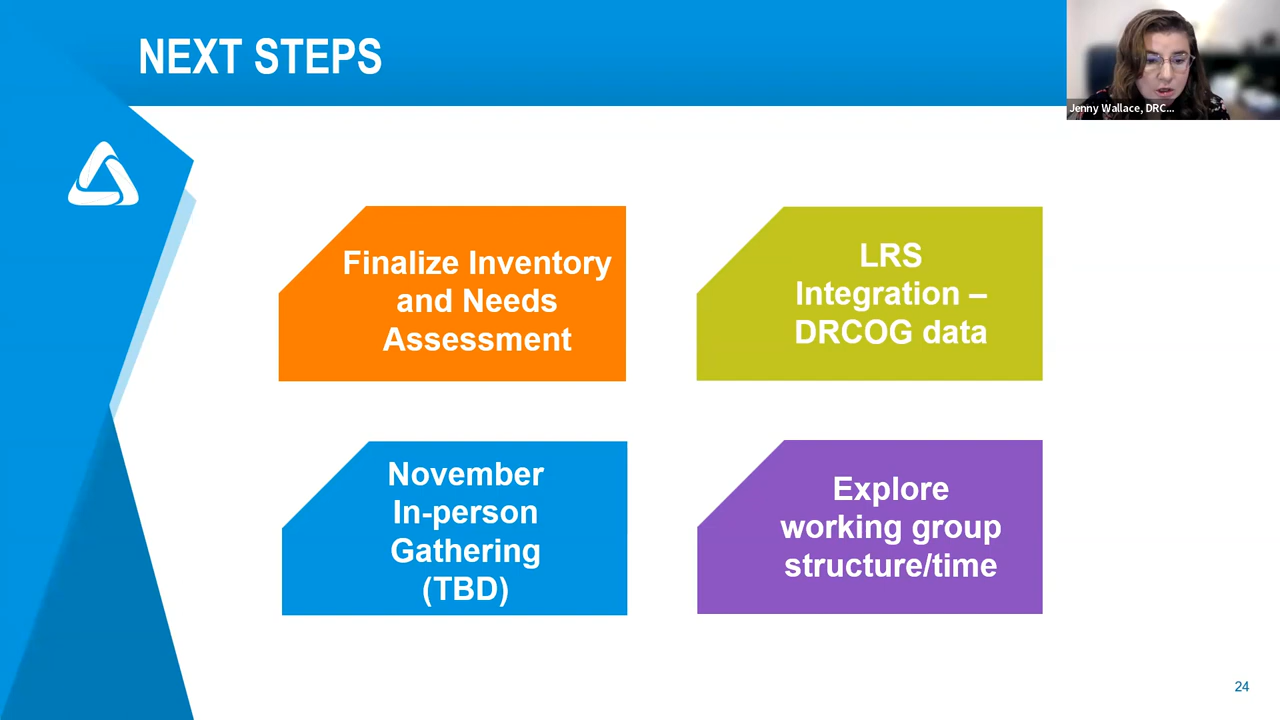 NEXT STEPS
Jenny Wallace, DRC...
Finalize Inventory
and Needs
Assessment
LRS
Integration –
DRCOG data
November
In-person
Gathering
(TBD)
Explore
working group
structure/time
24